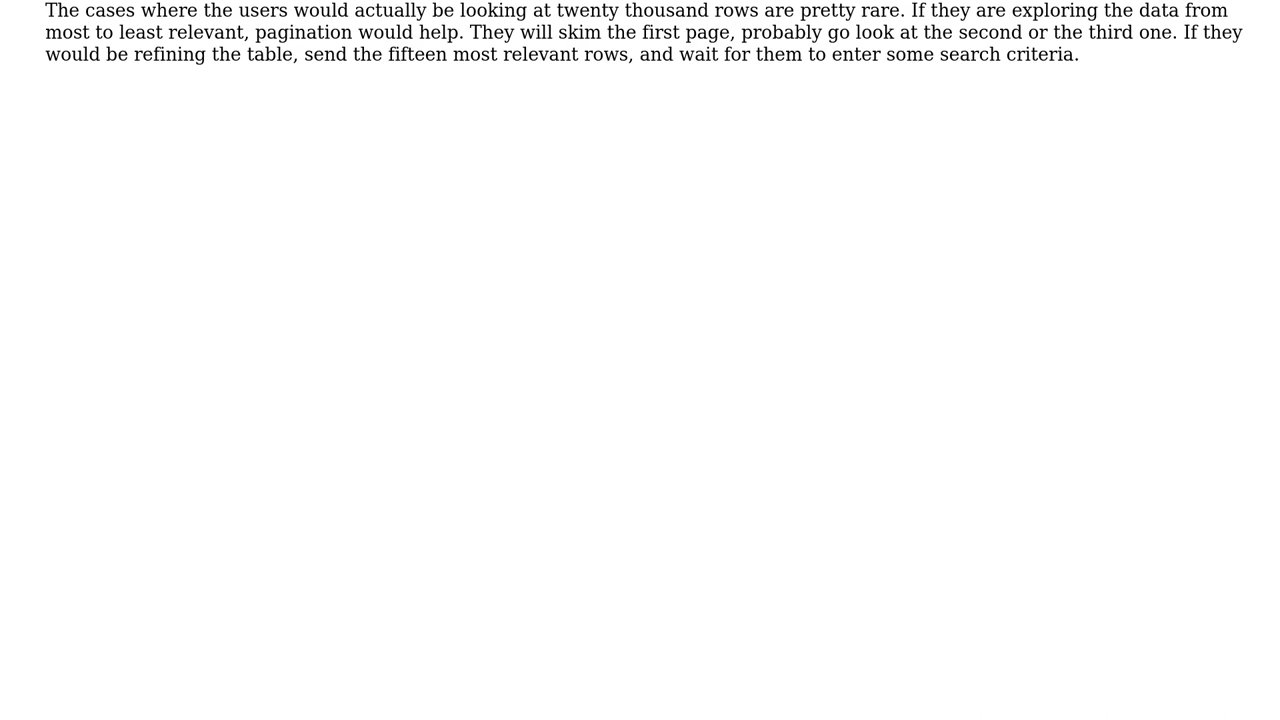 The cases where the users would actually be looking at twenty thousand rows are pretty rare. If they are exploring the data from
most to least relevant, pagination would help. They will skim the first page, probably go look at the second or the third one. If they
would be refining the table, send the fifteen most relevant rows, and wait for them to enter some search criteria.